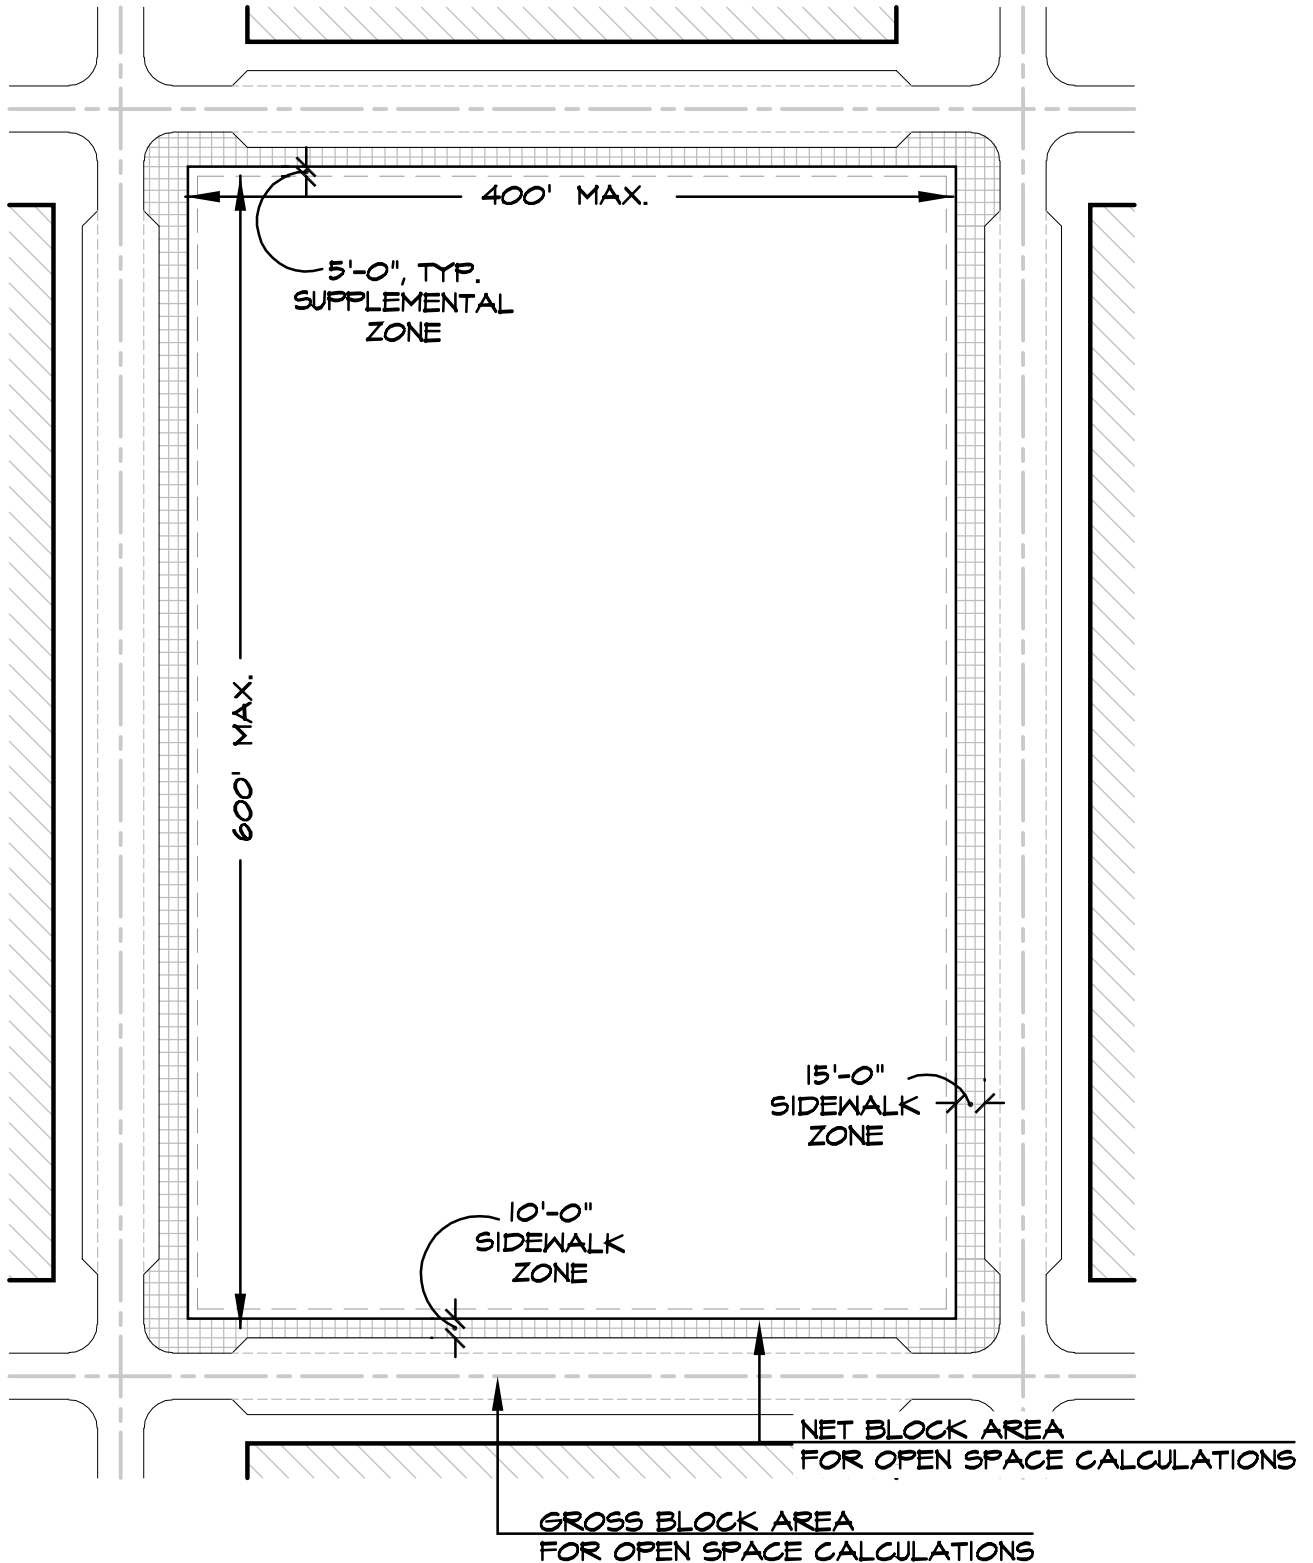 400' MAX.
5'-0", TYP.
SUPPLEMENTAL
ZONE
600' MAX.
15'-0"
SIDEWALK
ZONE
10'-0"
SIDEWALK
ZONE
NET BLOCK AREA
FOR OPEN SPACE CALCULATIONS
GROSS BLOCK AREA
FOR OPEN SPACE CALCULATIONS